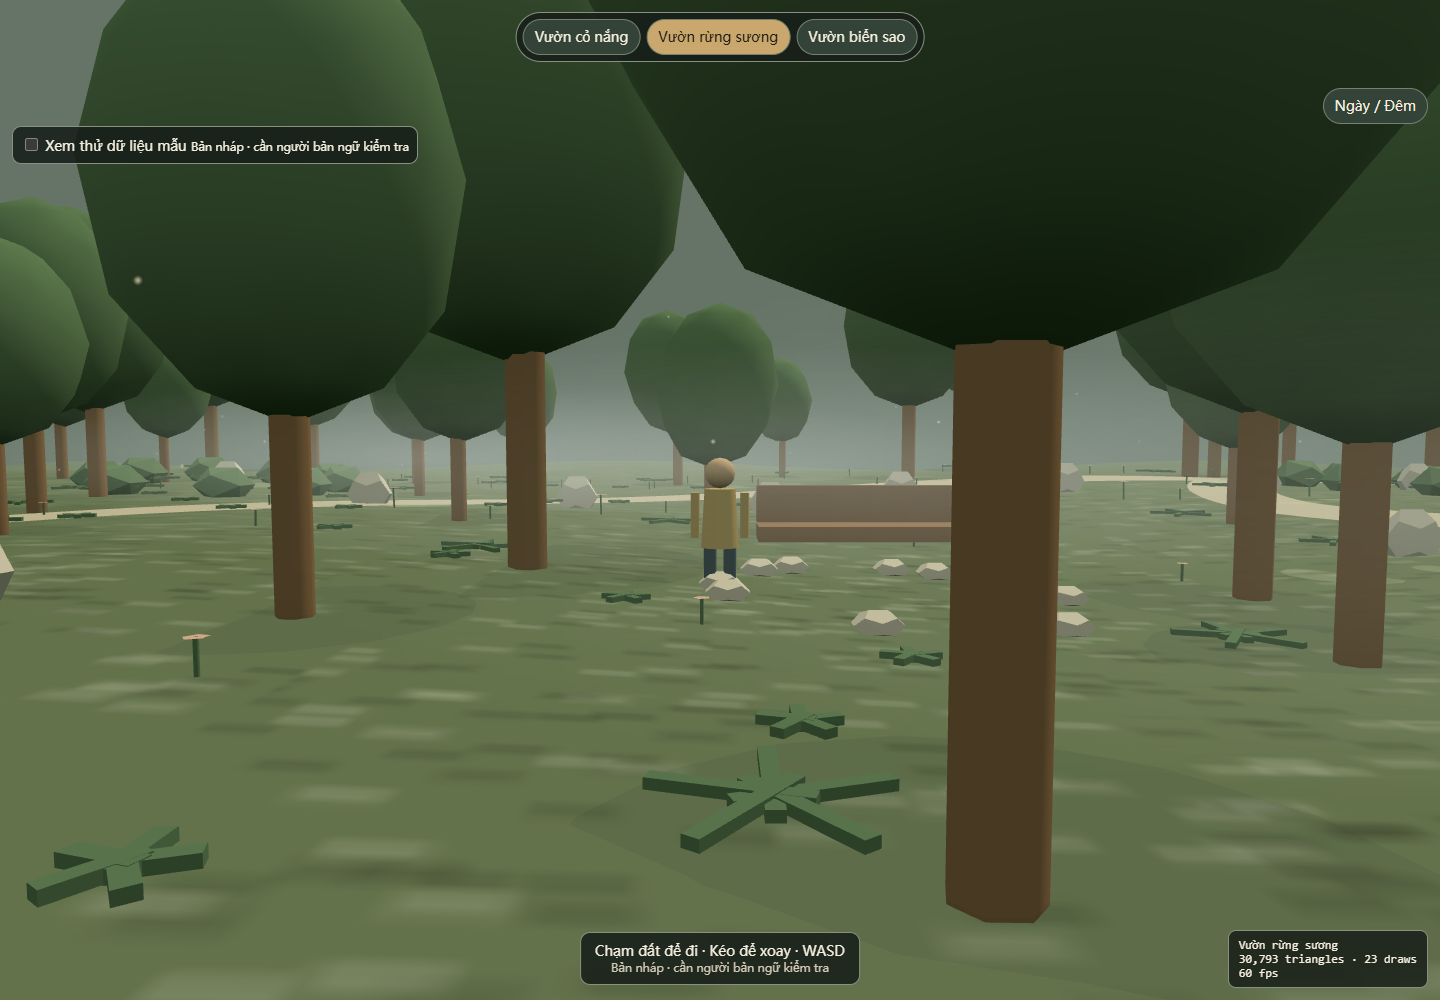 Vườn cỏ nắng
Vườn rừng sương
Vườn biển sao
Ngày / Đêm
Xem thử dữ liệu mẫu Bản nháp · cần người bản ngữ kiểm tra
Chạm đất để đi · Kéo để xoay · WASD
Bản nháp · cần người bản ngữ kiểm tra
Vườn rừng sương
30,793 triangles · 23 draws
60 fps